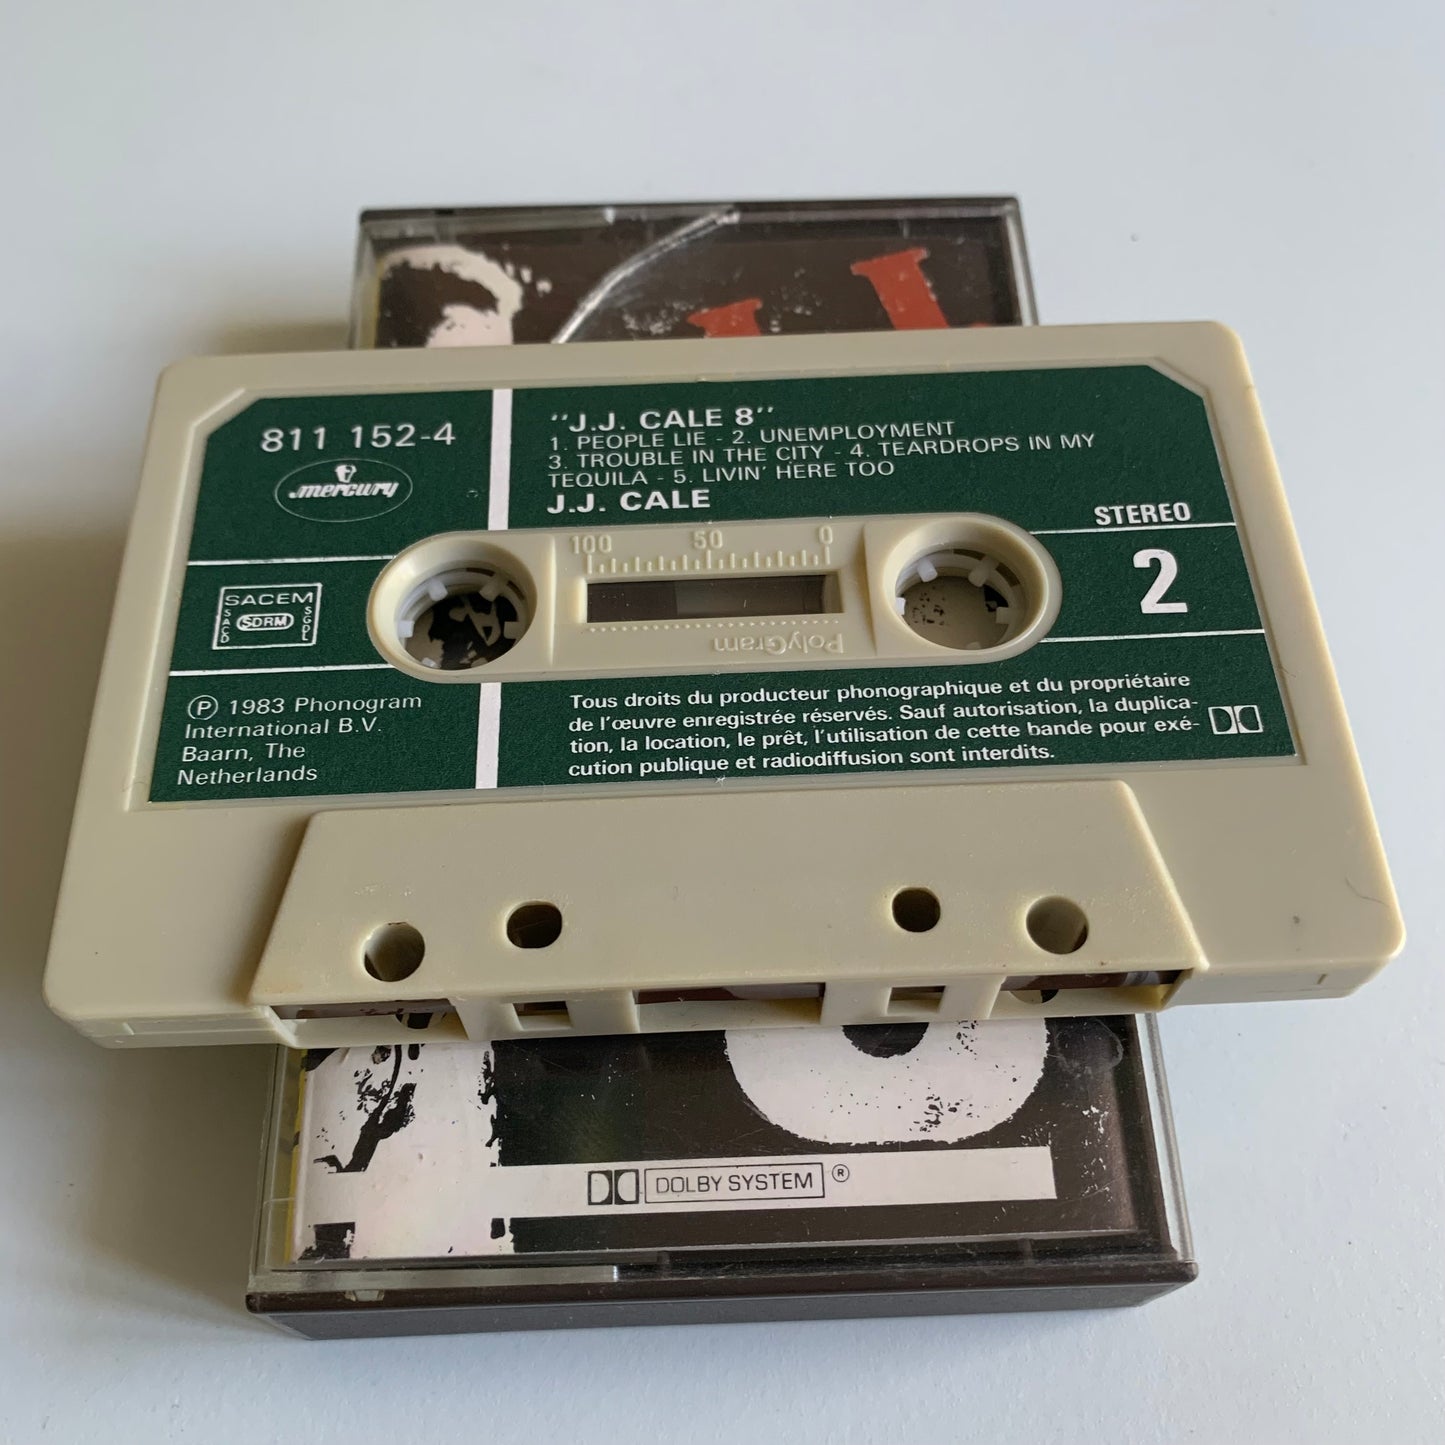 811 152-4
mercury
"J.J. CALE 8"
1. PEOPLE LIE - 2. UNEMPLOYMENT
3. TROUBLE IN THE CITY - 4. TEARDROPS IN MY
TEQUILA - 5. LIVIN' HERE TOO
J.J. CALE
STEREO
2
100 50 0
PolyGram
SACEM
SACD
SDRM
SGDL
Ⓟ 1983 Phonogram
International B.V.
Baarn, The
Netherlands
Tous droits du producteur phonographique et du propriétaire
de l'œuvre enregistrée réservés. Sauf autorisation, la duplica-
tion, la location, le prêt, l'utilisation de cette bande pour exé-
cution publique et radiodiffusion sont interdits.
DOLBY SYSTEM ®